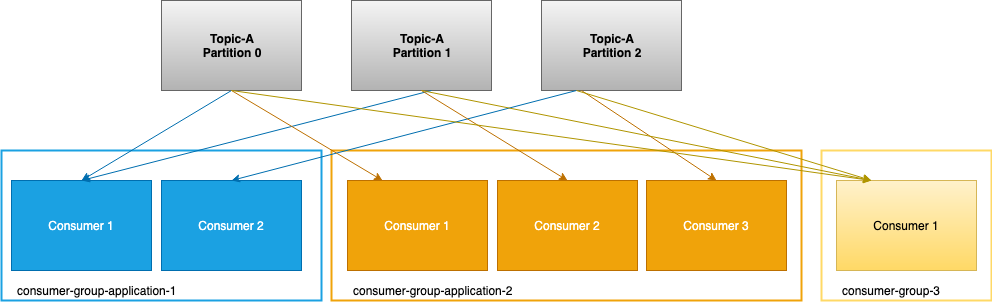 Topic-A
Partition 0
Topic-A
Partition 1
Topic-A
Partition 2
Consumer 1
Consumer 2
Consumer 1
Consumer 2
Consumer 3
Consumer 1
consumer-group-application-1
consumer-group-application-2
consumer-group-3